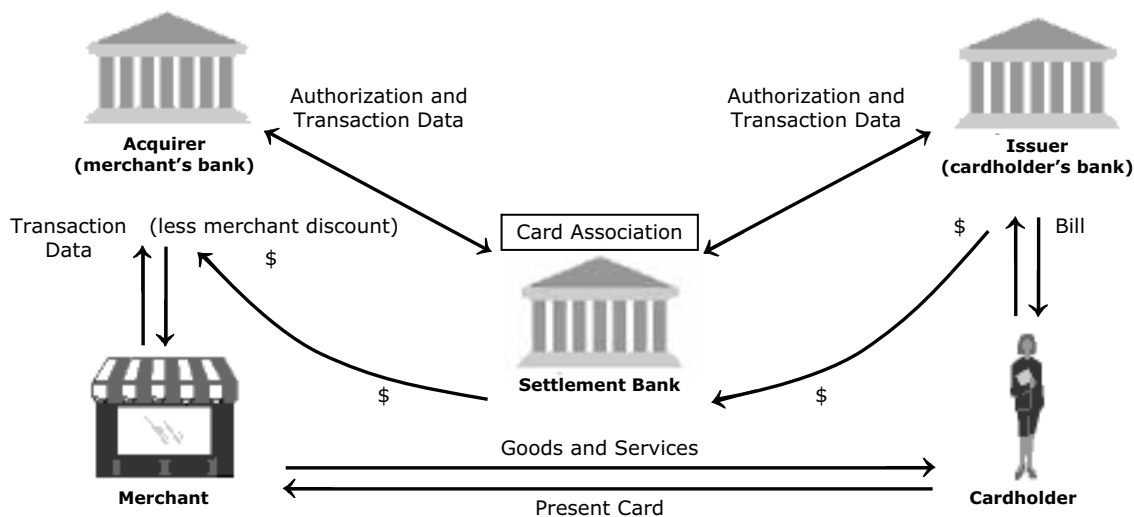 Authorization and
Transaction Data
Authorization and
Transaction Data
Acquirer
(merchant's bank)
Issuer
(cardholder's bank)
Transaction
Data
(less merchant discount)
$
Card Association
$
Bill
Settlement Bank
$
$
Goods and Services
Merchant
Cardholder
Present Card